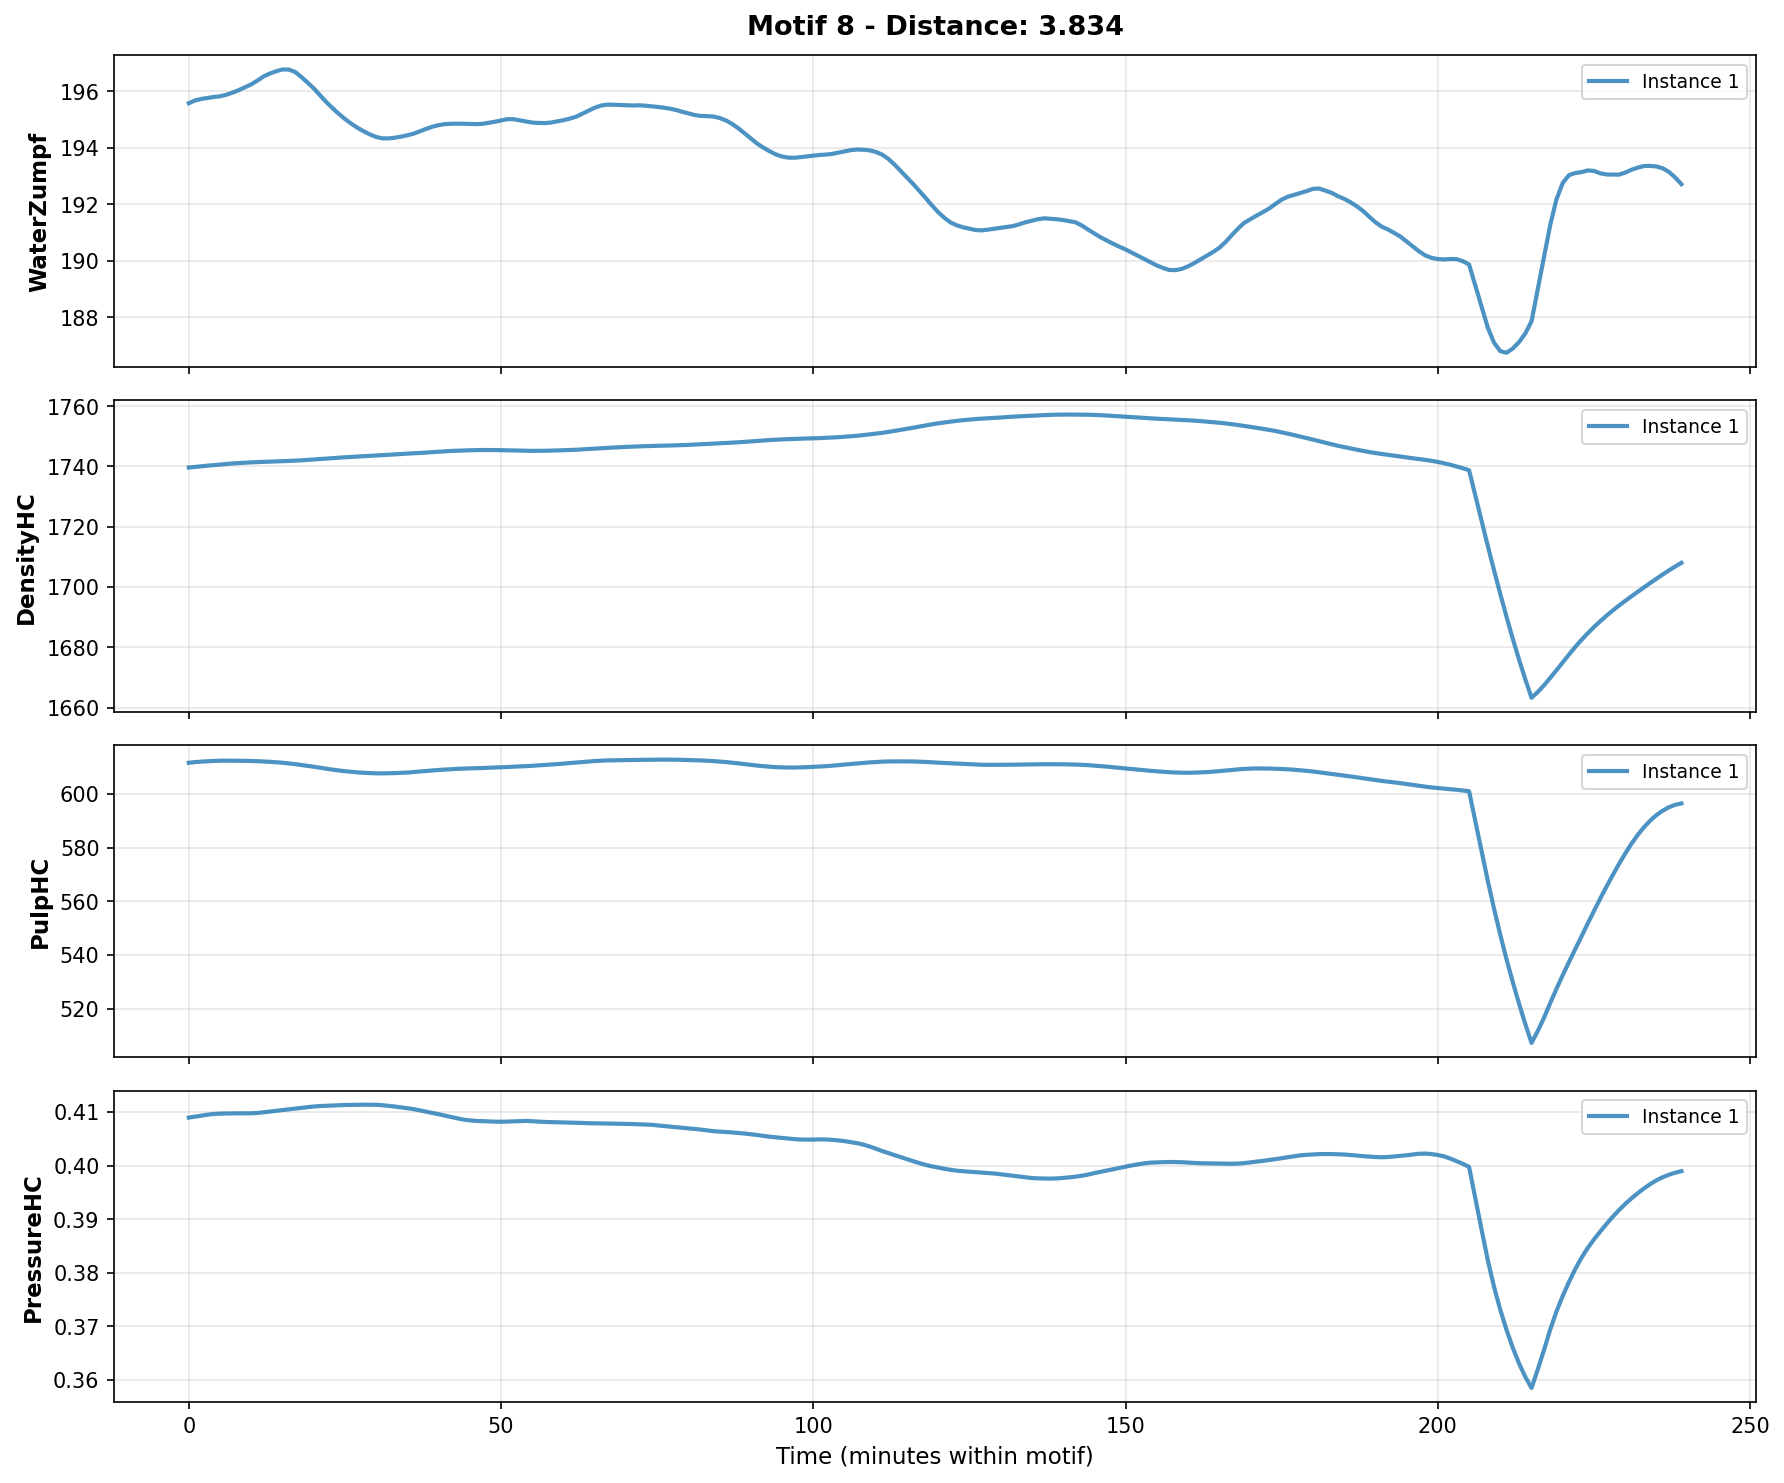 Motif 8 - Distance: 3.834
WaterZumpf
196
194
192
190
188
Instance 1
DensityHC
1760
1740
1720
1700
1680
1660
Instance 1
PulpHC
600
580
560
540
520
Instance 1
PressureHC
0.41
0.40
0.39
0.38
0.37
0.36
Instance 1
0 50 100 150 200 250
Time (minutes within motif)